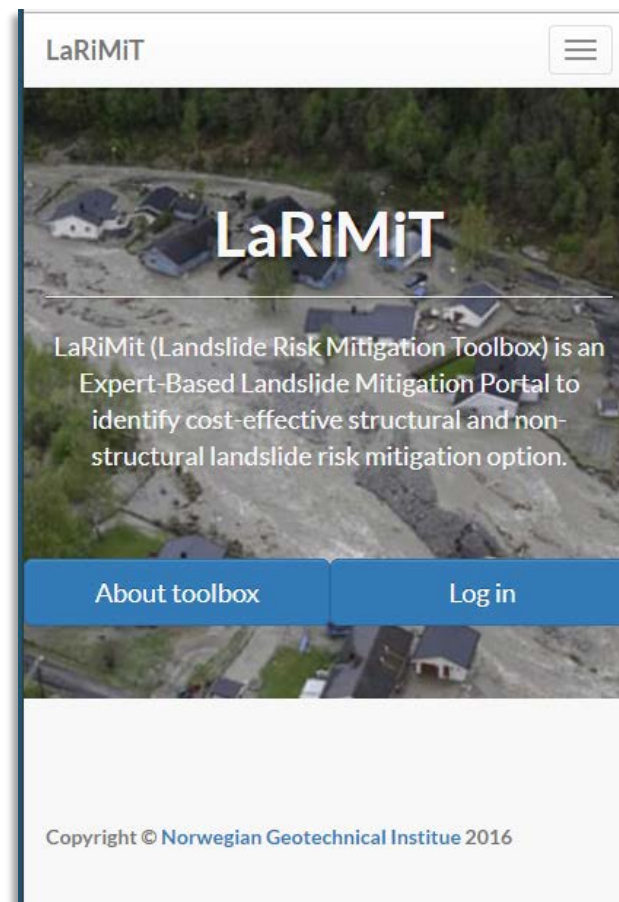 LaRiMiT
LaRiMiT
LaRiMit (Landslide Risk Mitigation Toolbox) is an
Expert-Based Landslide Mitigation Portal to
identify cost-effective structural and non-
structural landslide risk mitigation option.
About toolbox
Log in
Copyright © Norwegian Geotechnical Institue 2016